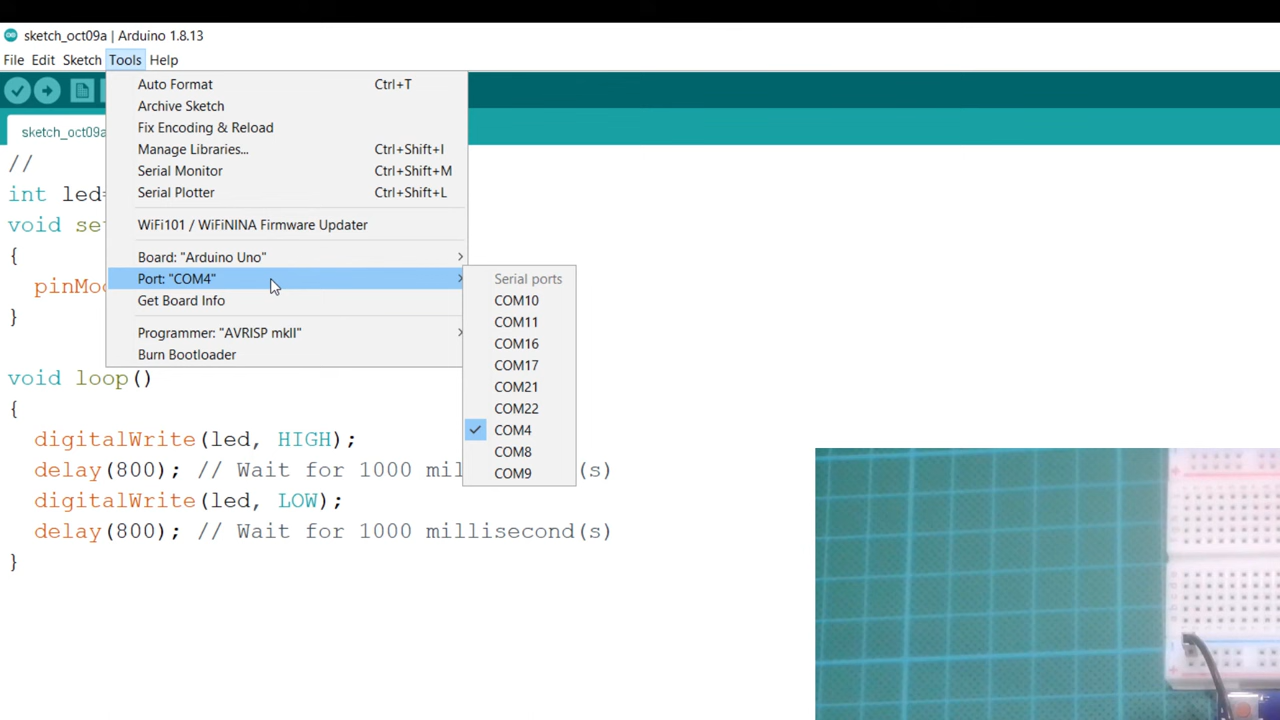 sketch_oct09a | Arduino 1.8.13
File Edit Sketch Tools Help
sketch_oct09a
Auto Format Ctrl+T
Archive Sketch
Fix Encoding & Reload
Manage Libraries... Ctrl+Shift+I
Serial Monitor Ctrl+Shift+M
Serial Plotter Ctrl+Shift+L
WiFi101 / WiFiNINA Firmware Updater
Board: "Arduino Uno"
Port: "COM4"
Get Board Info
Programmer: "AVRISP mkII"
Burn Bootloader
Serial ports
COM10
COM11
COM16
COM17
COM21
COM22
COM4
COM8
COM9
//
int led=
void set
{
pinMod
}
void loop()
{
digitalWrite(led, HIGH);
delay(800); // Wait for 1000 mil (s)
digitalWrite(led, LOW);
delay(800); // Wait for 1000 millisecond(s)
}